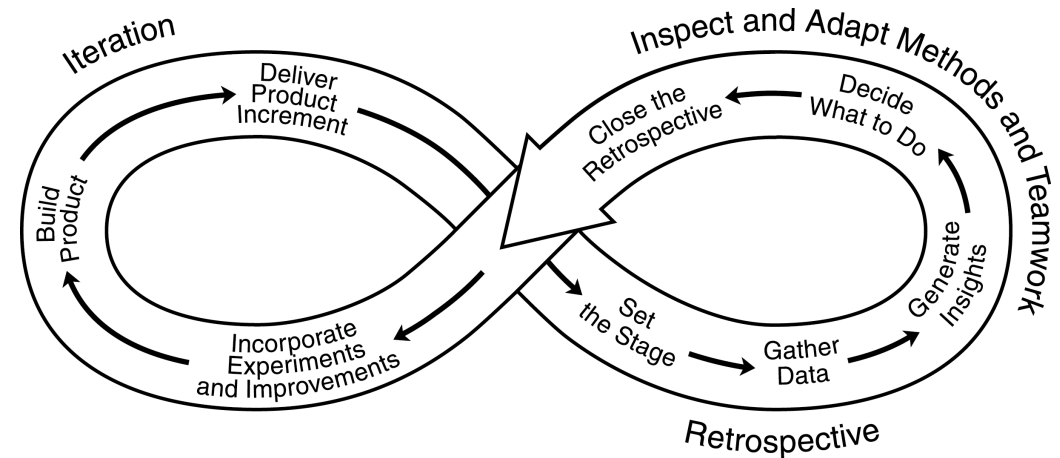 Iteration
Deliver
Product
Increment
Build
Product
Incorporate
Experiments
and Improvements
Inspect and Adapt Methods and Teamwork
Close the
Retrospective
Decide
What to Do
Generate
Insights
Set
the Stage
Gather
Data
Retrospective